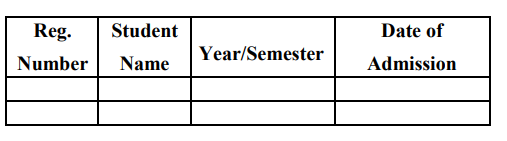 Reg. Number
Student Name
Year/Semester
Date of Admission